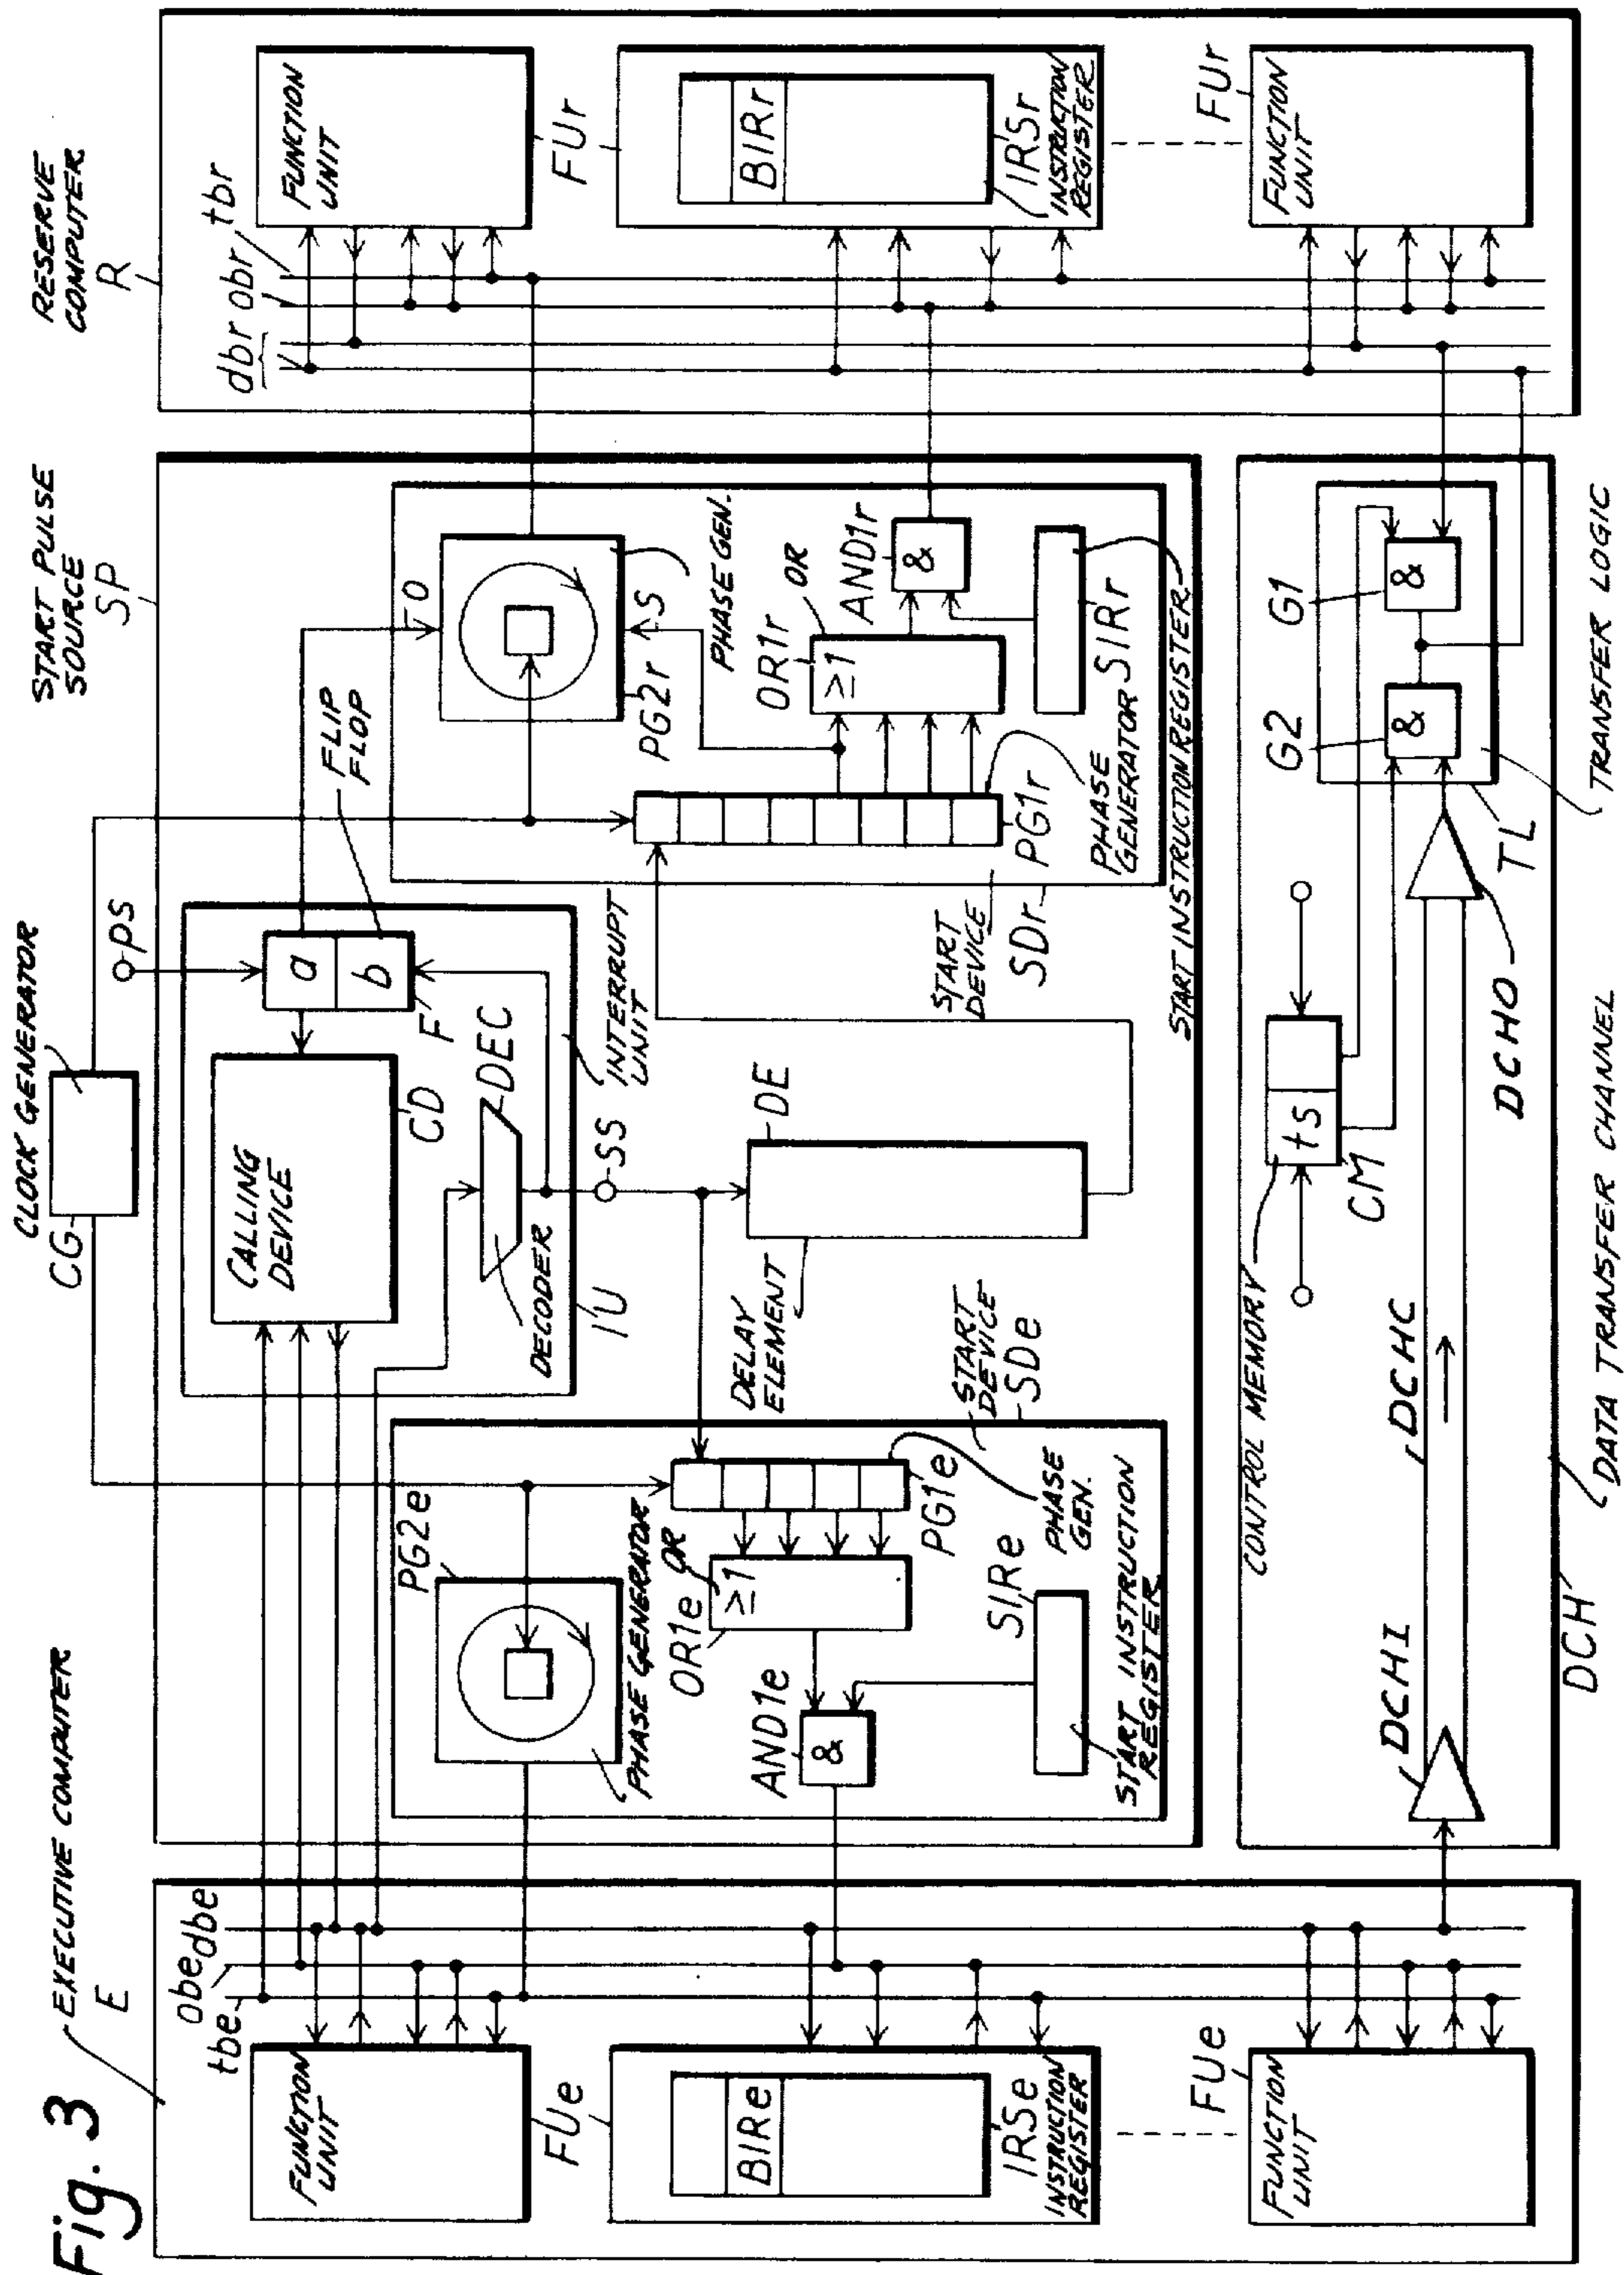 Fig. 3
EXECUTIVE COMPUTER
E
tbe
obe
dbe
FUNCTION
UNIT
FUe
BIRe
IRSe
INSTRUCTION
REGISTER
FUe
FUNCTION
UNIT
CLOCK GENERATOR
CG
ps
START PULSE
SOURCE
SP
CALLING
DEVICE
CD
a
b
F
FLIP
FLOP
DEC
DECODER
IU
INTERRUPT
UNIT
SS
DE
DELAY
ELEMENT
START
DEVICE
SDe
PG2e
PHASE GENERATOR
OR
OR1e
≥1
PG1e
PHASE
GEN.
AND1e
&
SIRe
START INSTRUCTION
REGISTER
TO
S
PG2r
PHASE GEN.
OR
OR1r
≥1
AND1r
&
SIRr
PG1r
PHASE
GENERATOR
START
DEVICE
SDr
START INSTRUCTION REGISTER
RESERVE
COMPUTER
R
dbr
obr
tbr
FUNCTION
UNIT
FUr
BIRr
IRSr
INSTRUCTION
REGISTER
FUr
FUNCTION
UNIT
CONTROL MEMORY
ts
CM
DCHI
DCHC
DCHO
TL
G2
&
G1
&
DCH
DATA TRANSFER CHANNEL
TRANSFER LOGIC